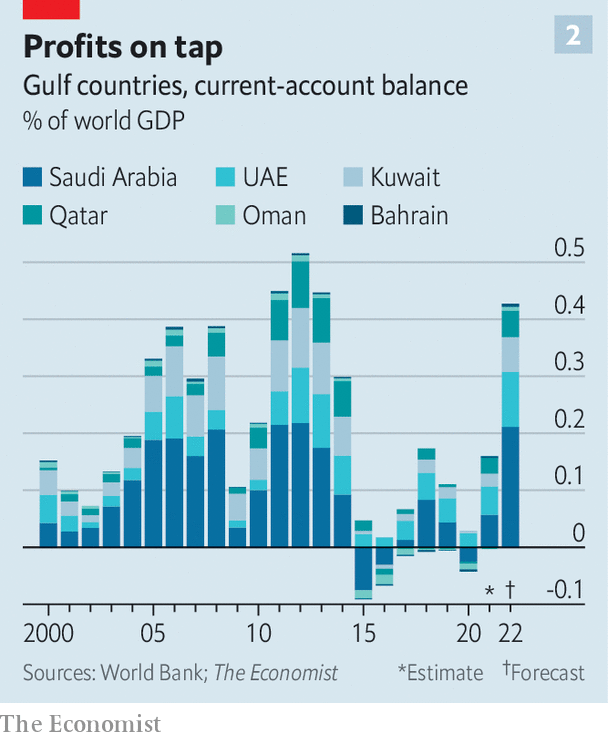 2
Profits on tap
Gulf countries, current-account balance
% of world GDP
Saudi Arabia UAE Kuwait
Qatar Oman Bahrain
0.5
0.4
0.3
0.2
0.1
0
-0.1
* †
2000 05 10 15 20 22
Sources: World Bank; The Economist *Estimate †Forecast
The Economist